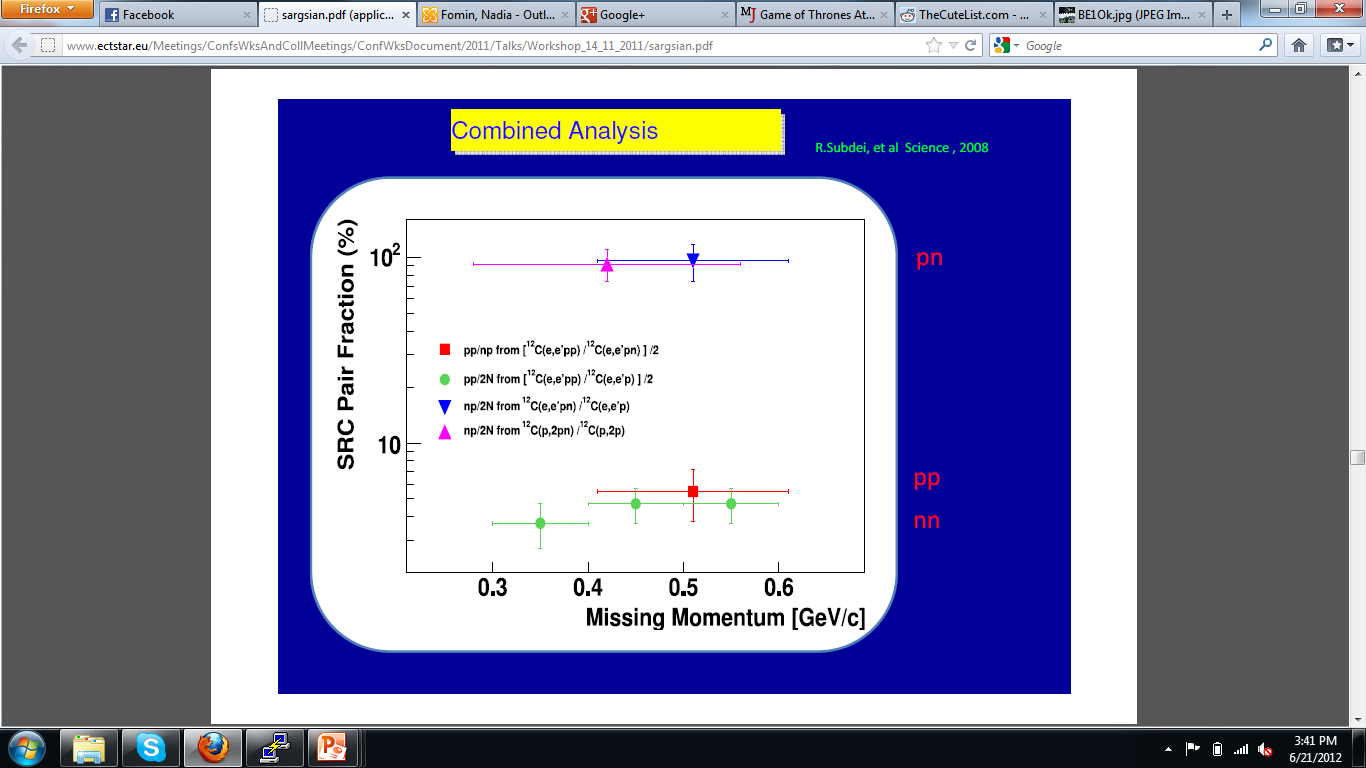 Firefox
Facebook
sargsian.pdf (applic...
Fomin, Nadia - Outl...
Google+
Game of Thrones At...
TheCuteList.com - ...
BE1Ok.jpg (JPEG Im...
www.ectstar.eu/Meetings/ConfsWksAndCollMeetings/ConfWksDocument/2011/Talks/Workshop_14_11_2011/sargsian.pdf
Google
Combined Analysis
R.Subdei, et al Science , 2008
SRC Pair Fraction (%)
10²
10
pp/np from [¹²C(e,e'pp) /¹²C(e,e'pn) ] /2
pp/2N from [¹²C(e,e'pp) /¹²C(e,e'p) ] /2
np/2N from ¹²C(e,e'pn) /¹²C(e,e'p)
np/2N from ¹²C(p,2pn) /¹²C(p,2p)
0.3 0.4 0.5 0.6
Missing Momentum [GeV/c]
pn
pp
nn
3:41 PM
6/21/2012